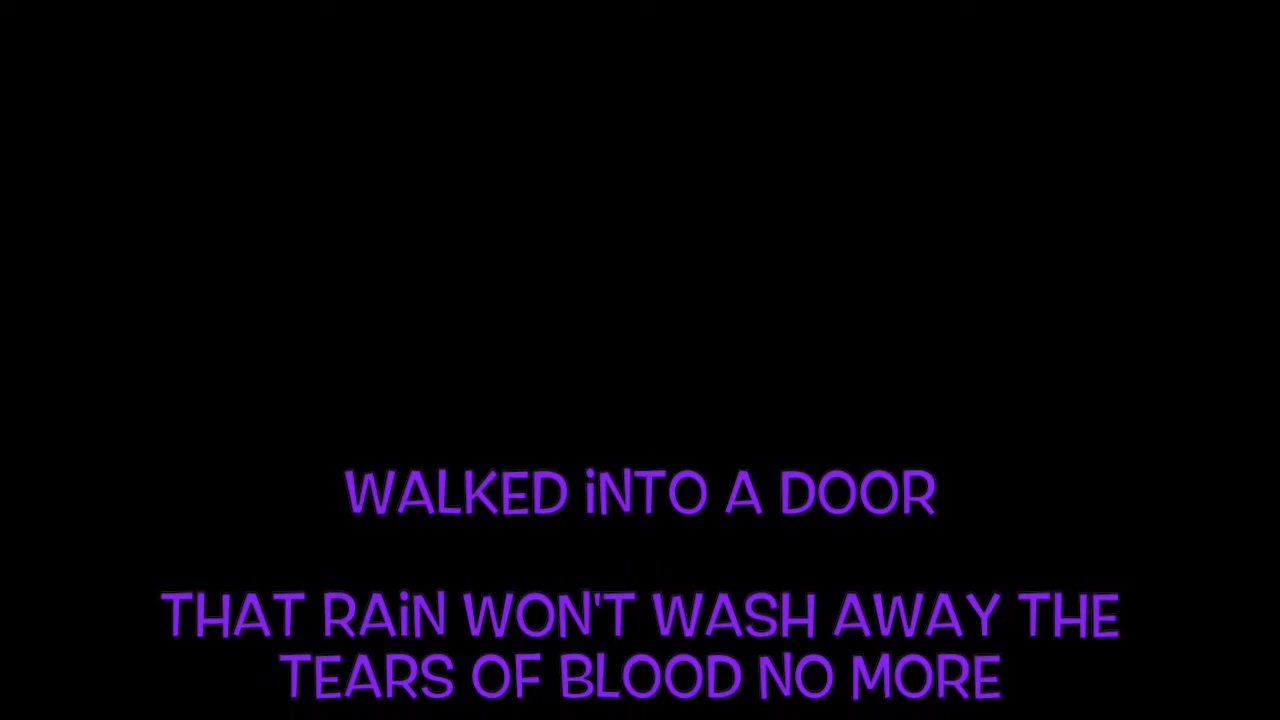 WALKED iNTO A DOOR
THAT RAiN WON'T WASH AWAY THE
TEARS OF BLOOD NO MORE